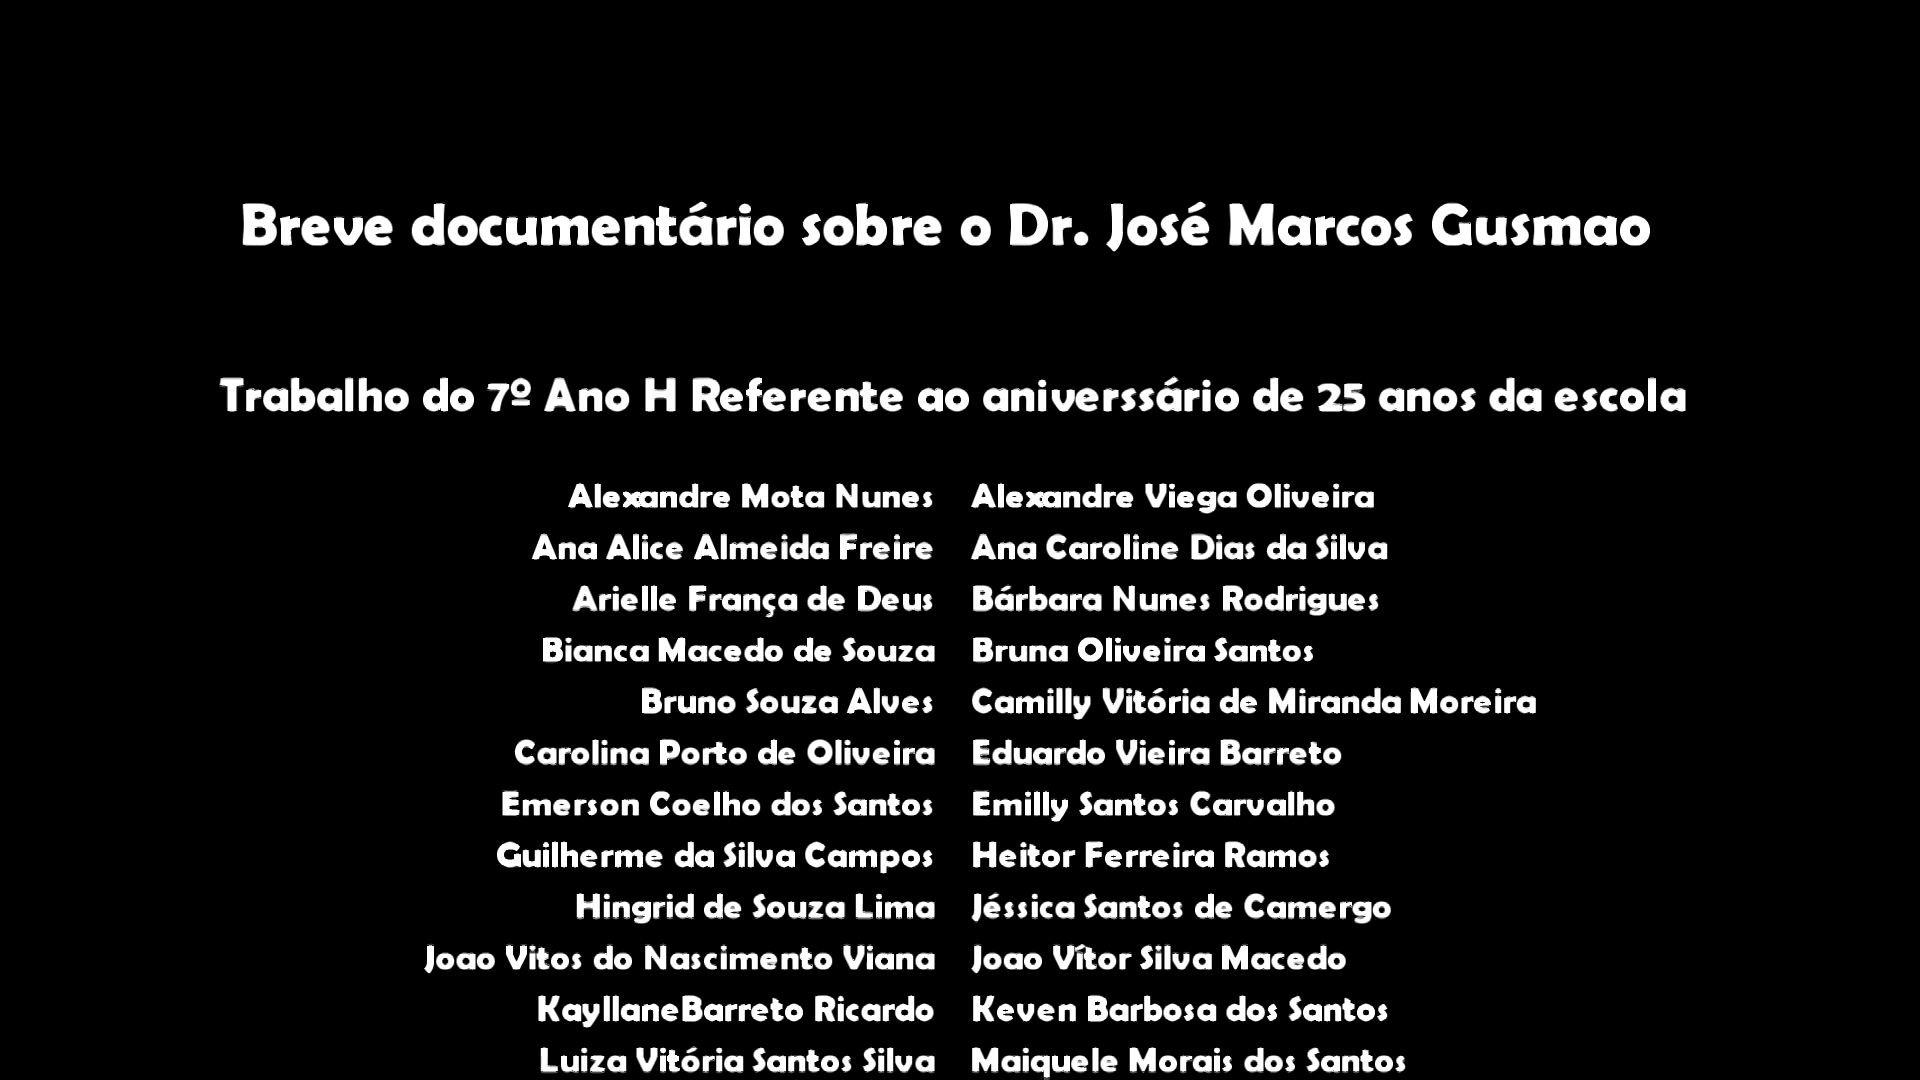 Breve documentário sobre o Dr. José Marcos Gusmao
Trabalho do 7º Ano H Referente ao aniverssário de 25 anos da escola
Alexandre Mota Nunes Alexandre Viega Oliveira
Ana Alice Almeida Freire Ana Caroline Dias da Silva
Arielle França de Deus Bárbara Nunes Rodrigues
Bianca Macedo de Souza Bruna Oliveira Santos
Bruno Souza Alves Camilly Vitória de Miranda Moreira
Carolina Porto de Oliveira Eduardo Vieira Barreto
Emerson Coelho dos Santos Emilly Santos Carvalho
Guilherme da Silva Campos Heitor Ferreira Ramos
Hingrid de Souza Lima Jéssica Santos de Camergo
Joao Vitos do Nascimento Viana Joao Vítor Silva Macedo
KayllaneBarreto Ricardo Keven Barbosa dos Santos
Luiza Vitória Santos Silva Maiquele Morais dos Santos